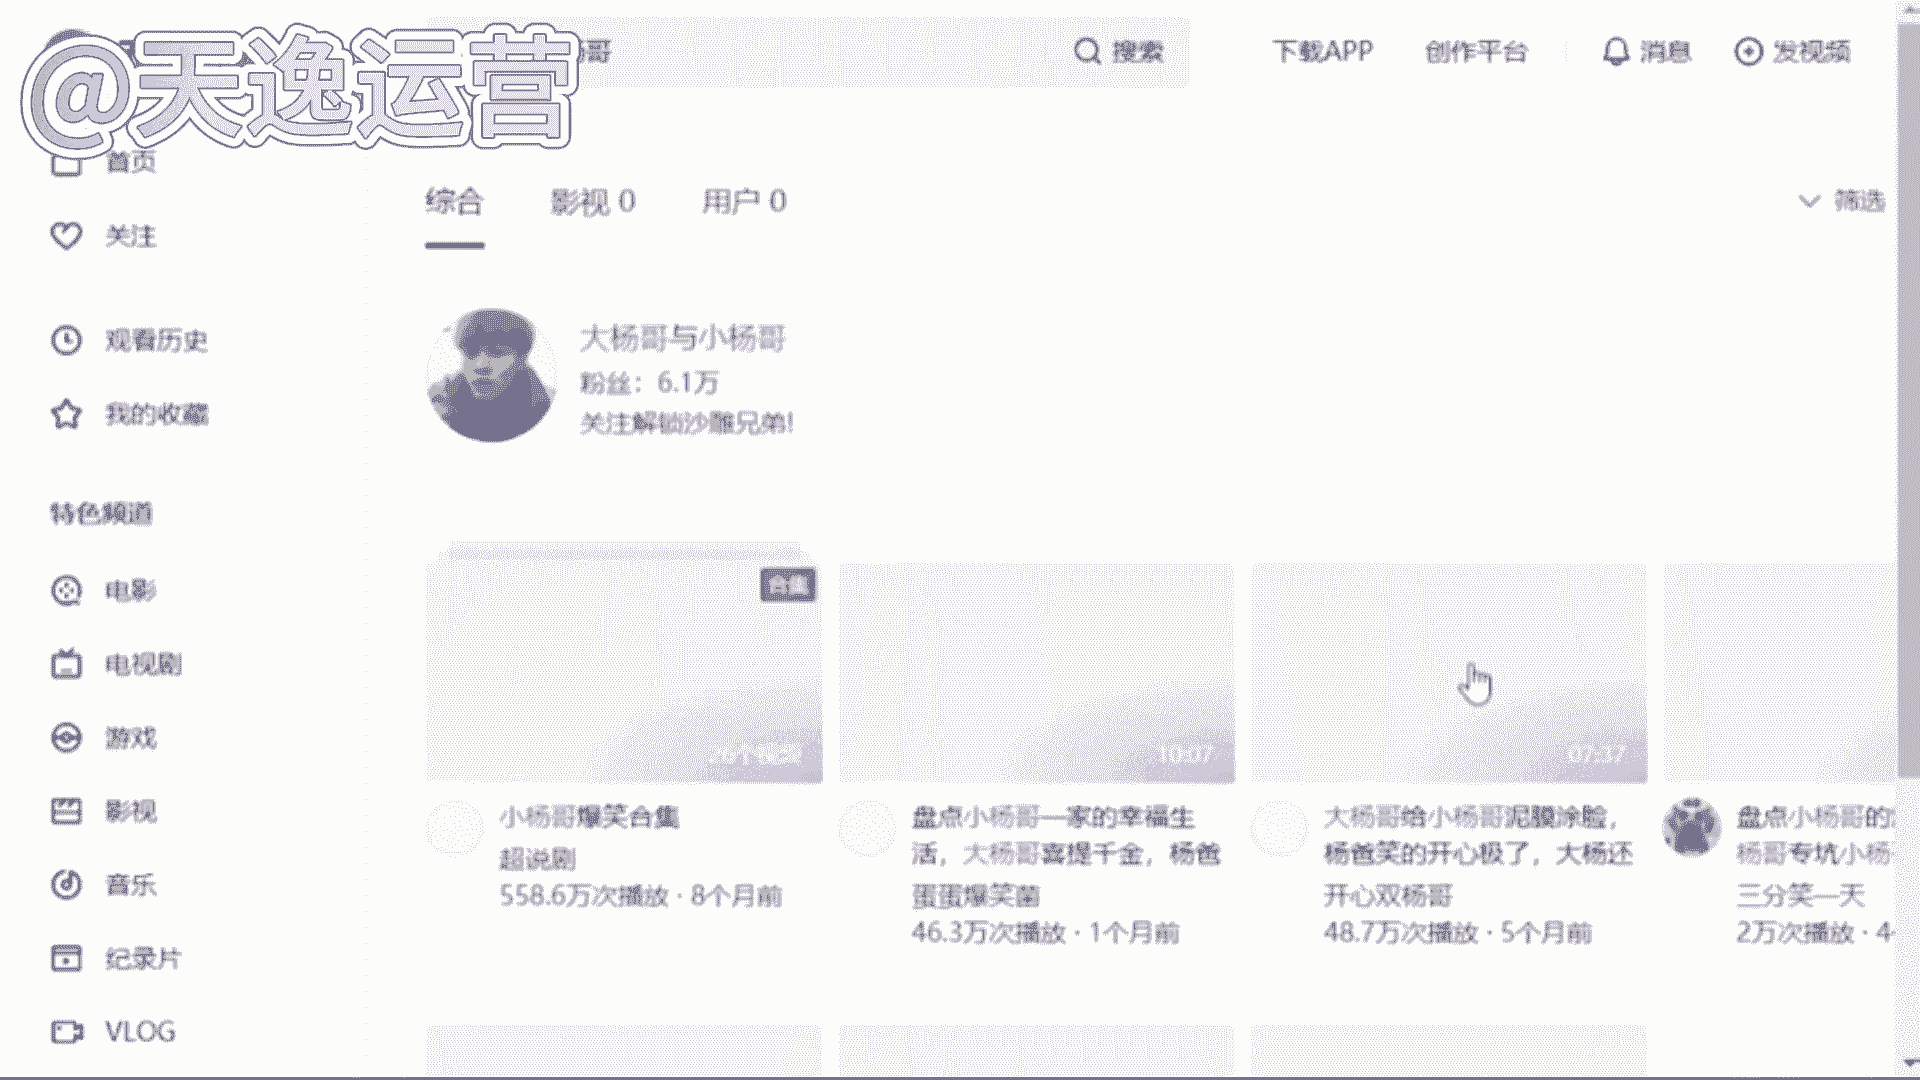 @天逸运营
哥
搜索
下载APP
创作平台
消息
发视频
首页
关注
观看历史
我的收藏
特色频道
电影
电视剧
游戏
影视
音乐
纪录片
VLOG
综合
影视 0
用户 0
筛选
大杨哥与小杨哥
粉丝：6.1万
关注解锁沙雕兄弟!
合集
小杨哥爆笑合集
超说剧
558.6万次播放 · 8个月前
10:07
盘点小杨哥一家的幸福生
活，大杨哥喜提千金，杨爸
蛋蛋爆笑菌
46.3万次播放 · 1个月前
07:37
大杨哥给小杨哥泥膜涂脸，
杨爸笑的开心极了，大杨还
开心双杨哥
48.7万次播放 · 5个月前
盘点小杨哥的
杨哥专坑小杨
三分笑一天
2万次播放 · 4